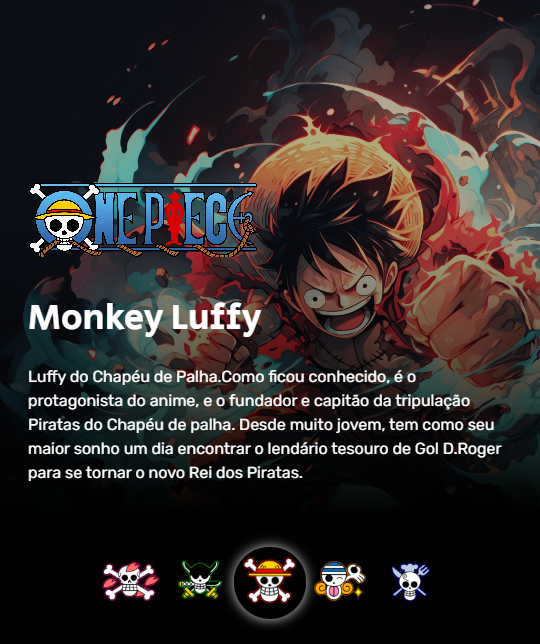 ONE PIECE
Monkey Luffy
Luffy do Chapéu de Palha.Como ficou conhecido, é o
protagonista do anime, e o fundador e capitão da tripulação
Piratas do Chapéu de palha. Desde muito jovem, tem como seu
maior sonho um dia encontrar o lendário tesouro de Gol D.Roger
para se tornar o novo Rei dos Piratas.